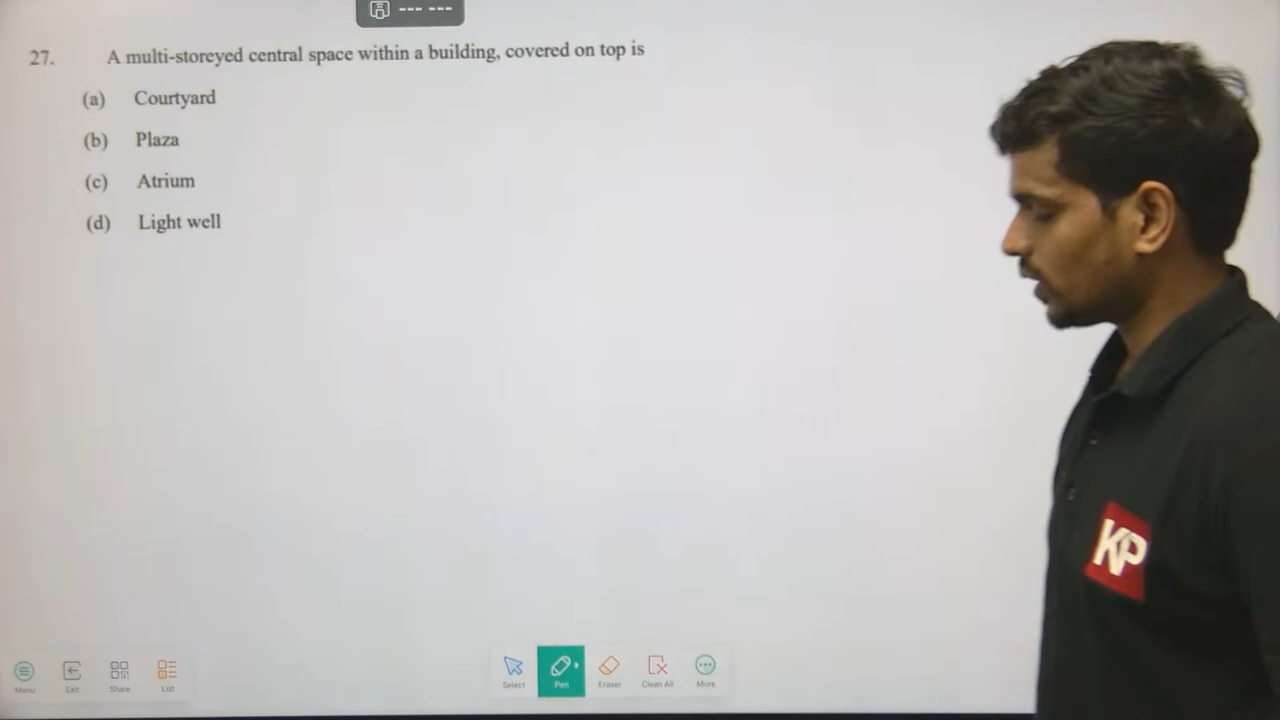 27. A multi-storeyed central space within a building, covered on top is
(a) Courtyard
(b) Plaza
(c) Atrium
(d) Light well
KP
Menu Exit Share List Select Pen Eraser Clean All More